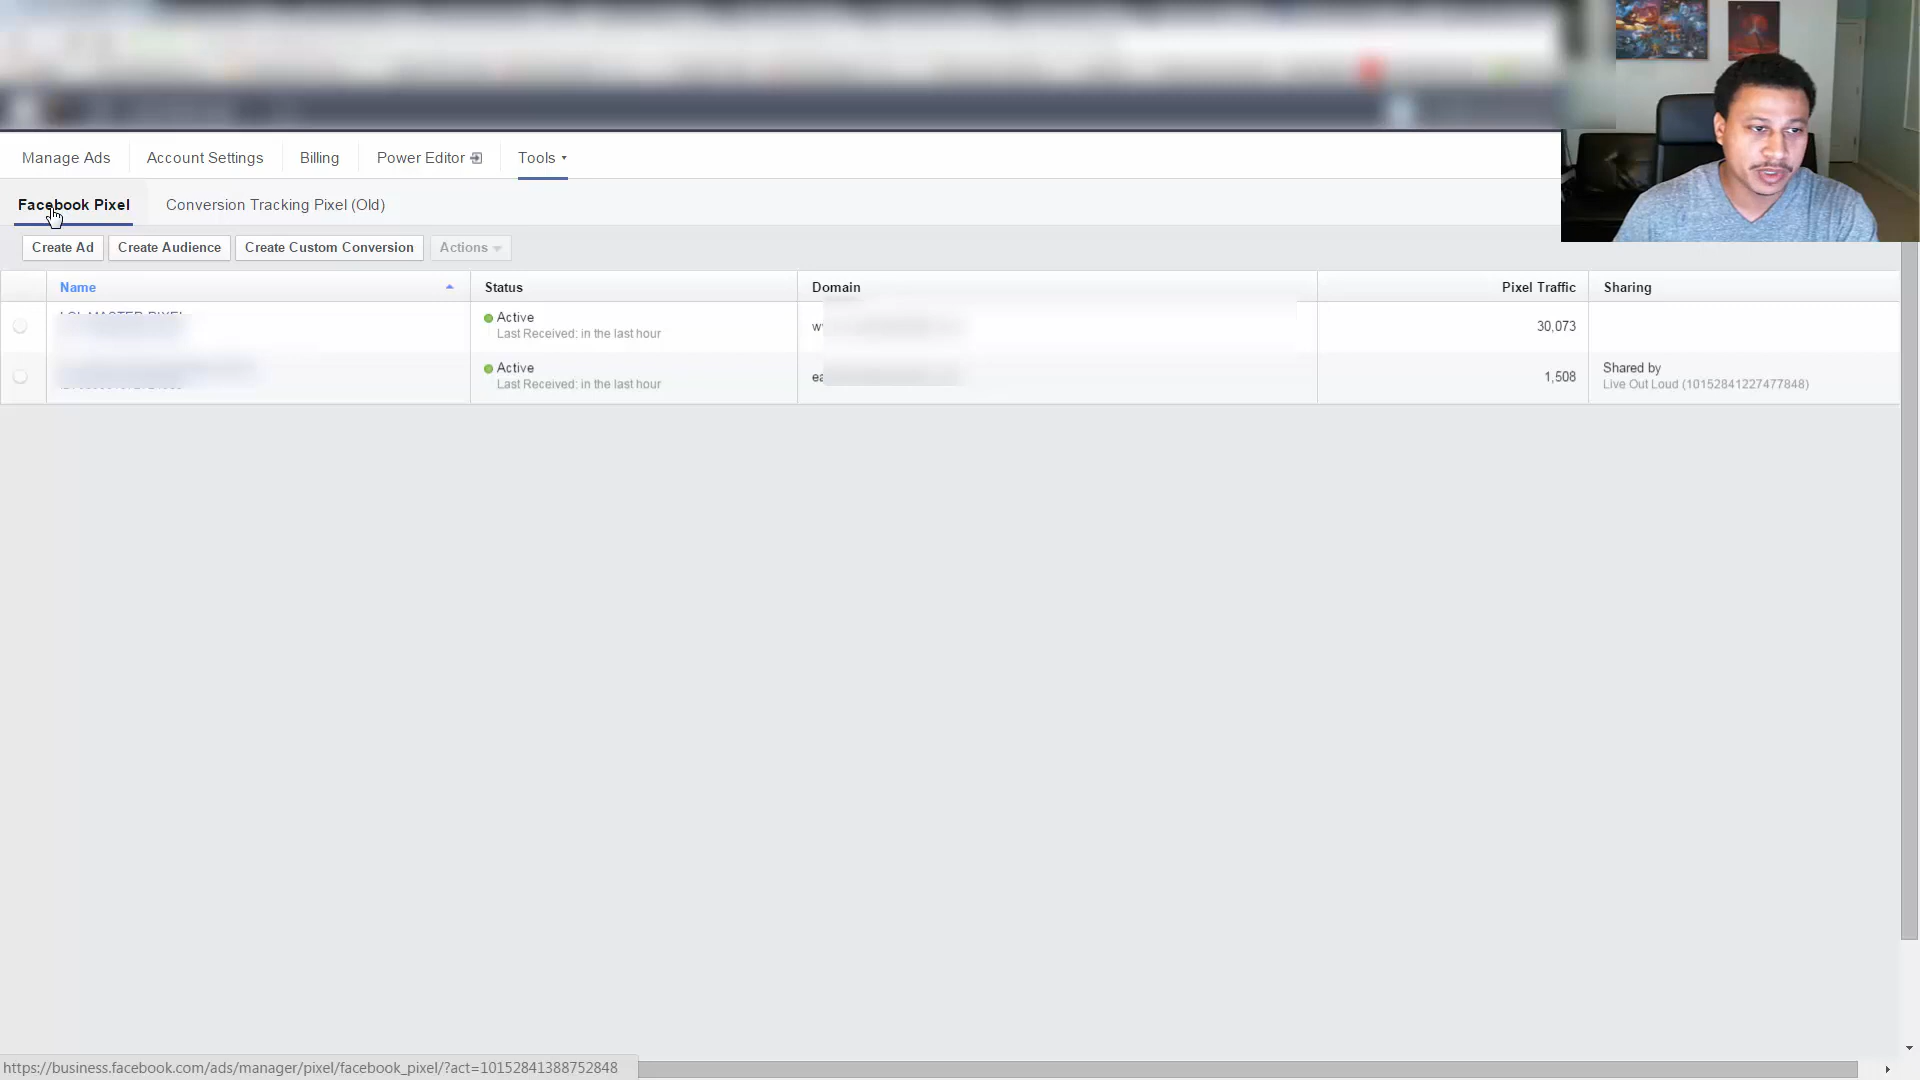 Manage Ads
Account Settings
Billing
Power Editor
Tools
Facebook Pixel
Conversion Tracking Pixel (Old)
Create Ad
Create Audience
Create Custom Conversion
Actions
Name
Status
Domain
Pixel Traffic
Sharing
Active
Last Received: in the last hour
30,073
Active
Last Received: in the last hour
1,508
Shared by
Live Out Loud (10152841227477848)
https://business.facebook.com/ads/manager/pixel/facebook_pixel/?act=10152841388752848